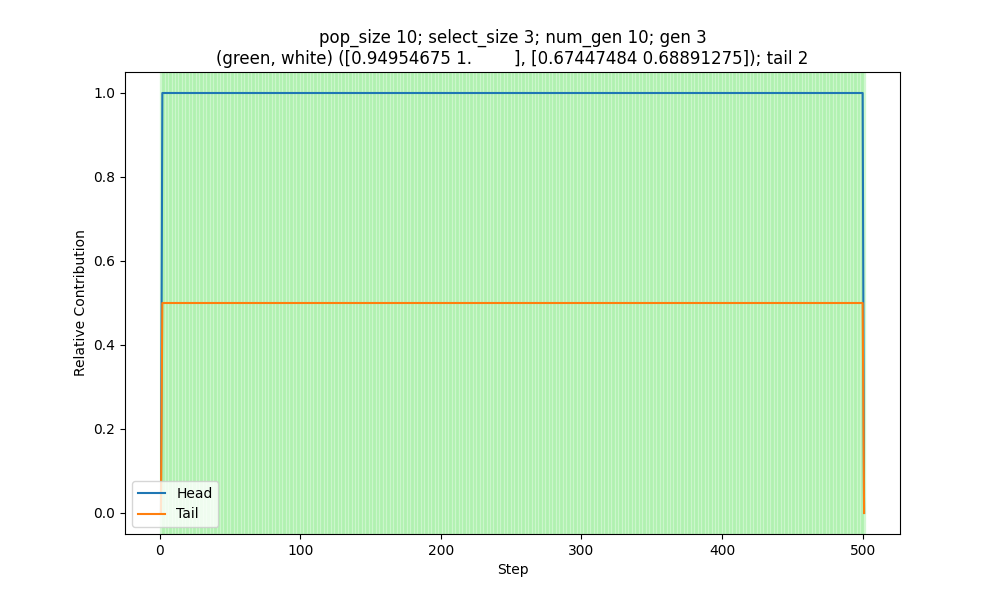 pop_size 10; select_size 3; num_gen 10; gen 3
(green, white) ([0.94954675 1.        ], [0.67447484 0.68891275]); tail 2
1.0
0.8
0.6
0.4
0.2
0.0
Relative Contribution
Head
Tail
0 100 200 300 400 500
Step